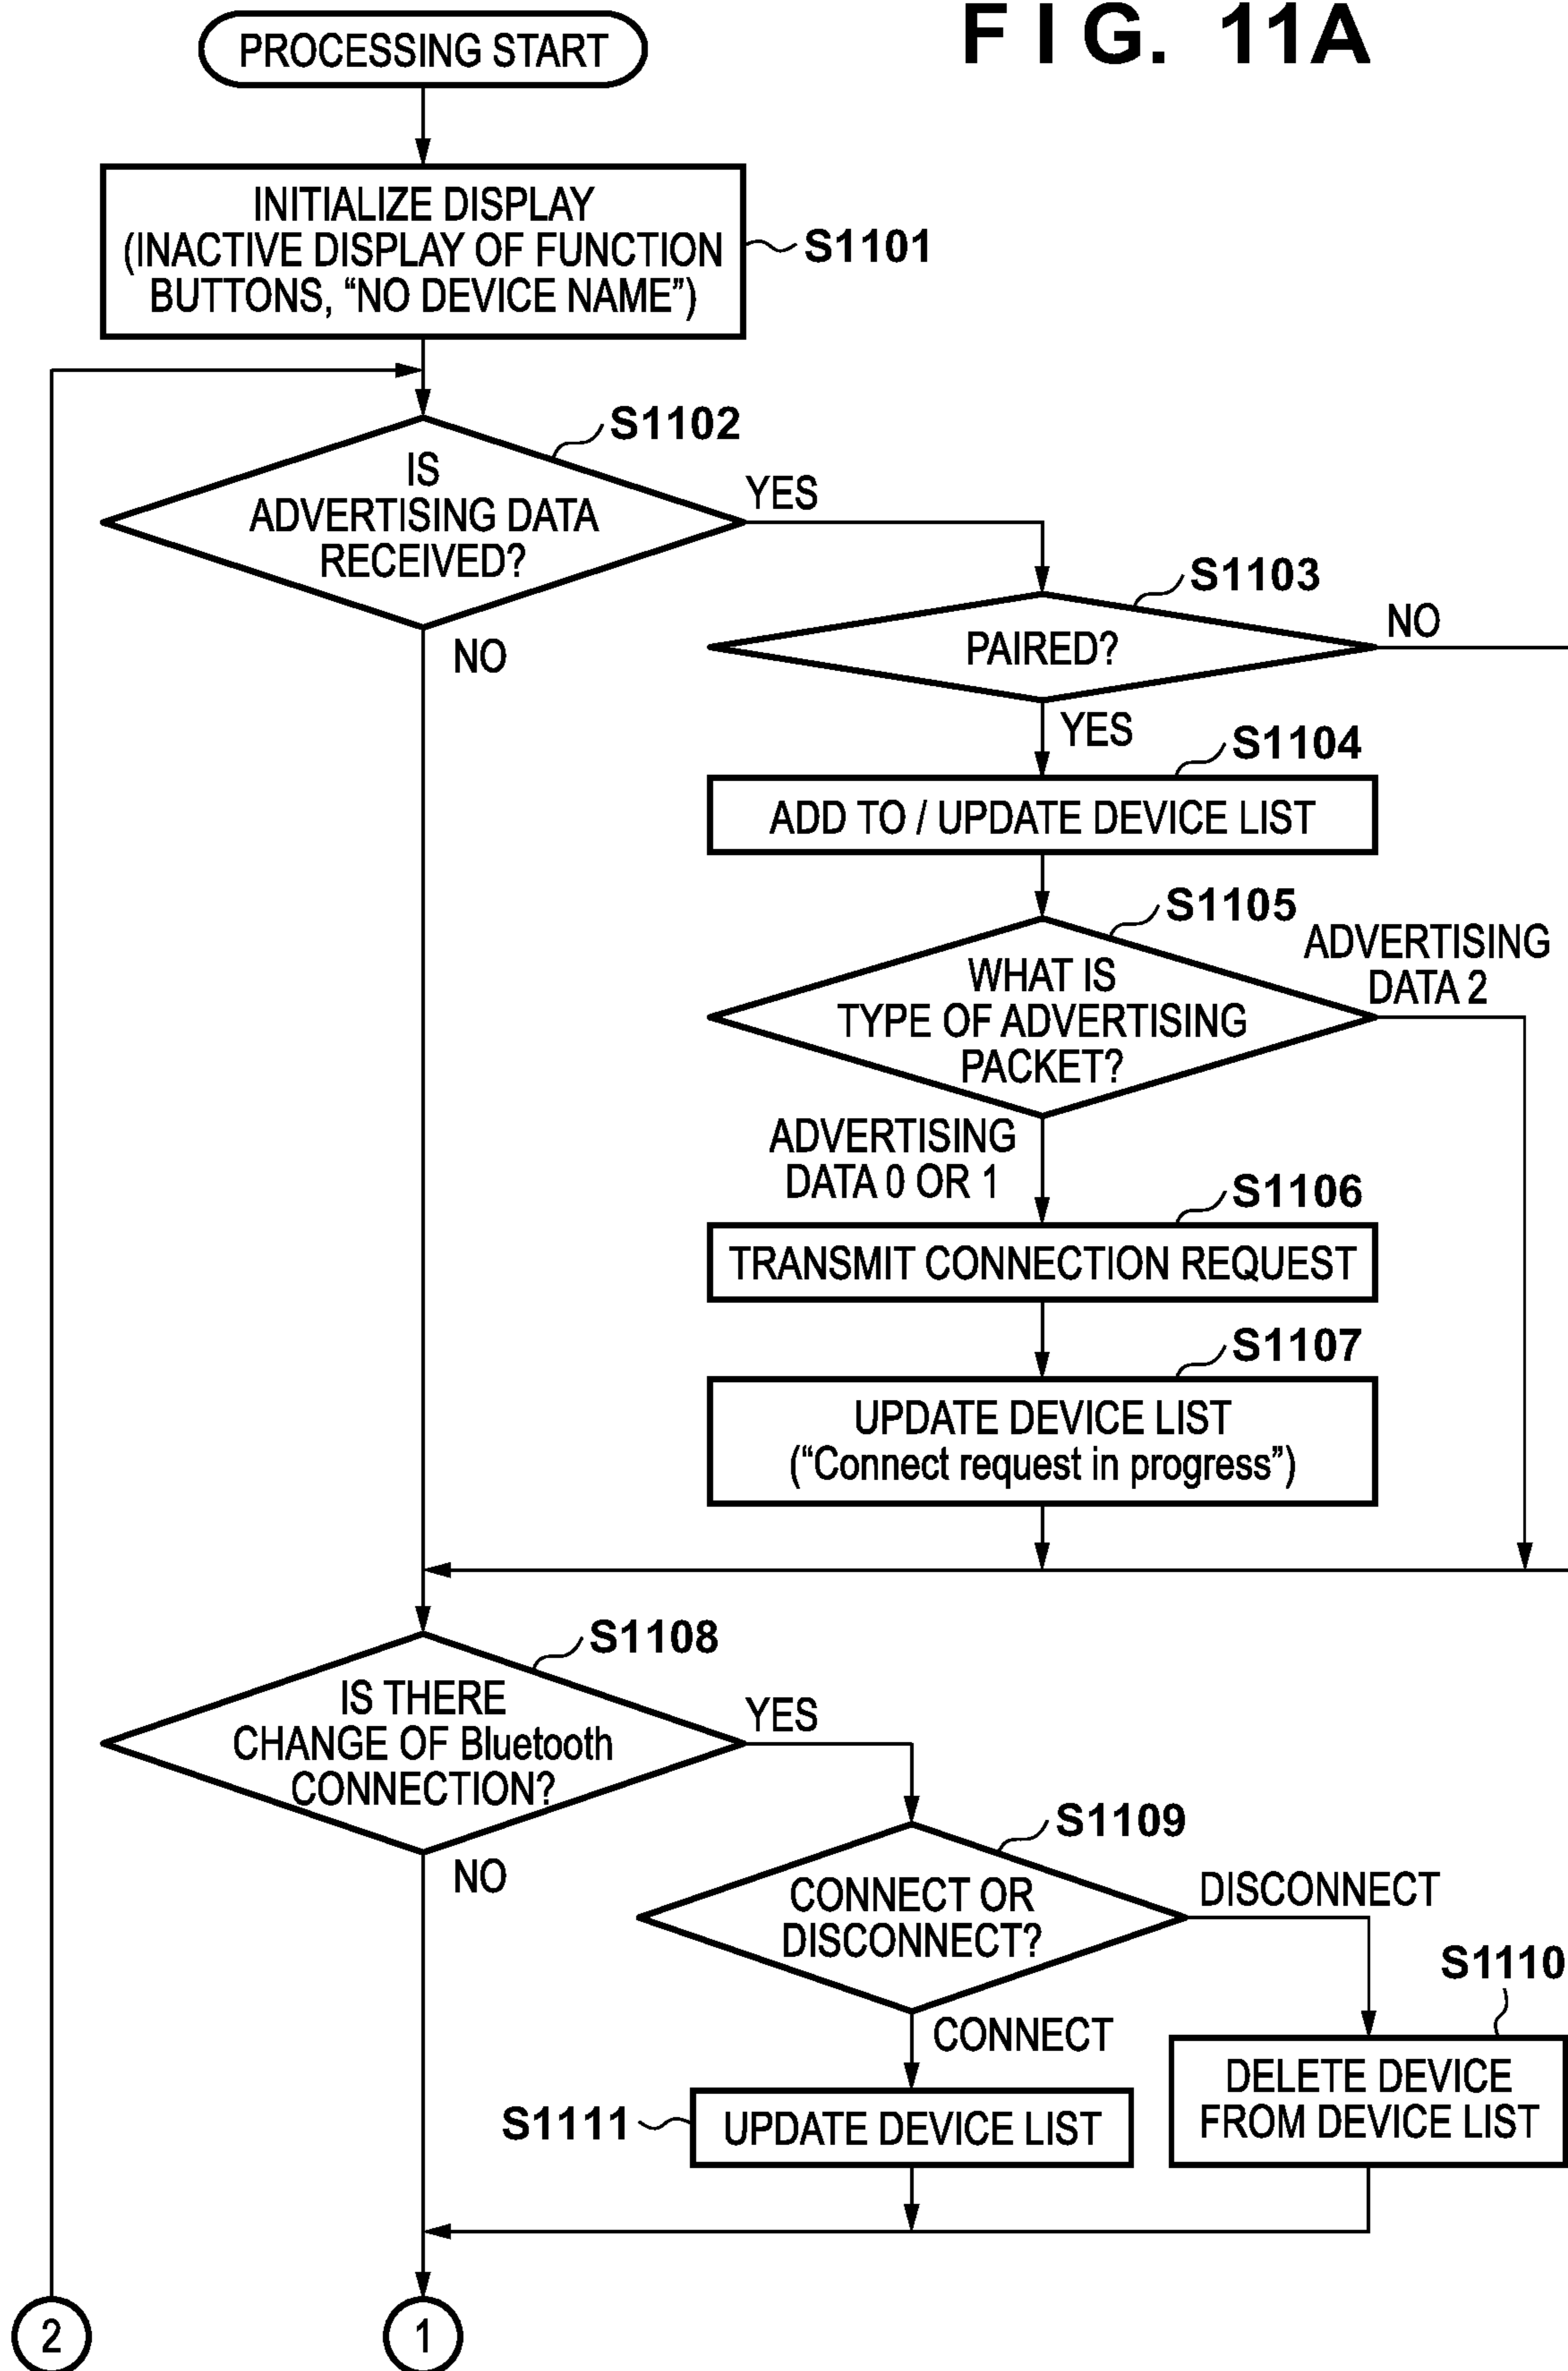 F I G. 11A
PROCESSING START
INITIALIZE DISPLAY
(INACTIVE DISPLAY OF FUNCTION
BUTTONS, “NO DEVICE NAME”)
S1101
S1102
IS
ADVERTISING DATA
RECEIVED?
YES
NO
S1103
PAIRED?
NO
YES
S1104
ADD TO / UPDATE DEVICE LIST
S1105
WHAT IS
TYPE OF ADVERTISING
PACKET?
ADVERTISING
DATA 2
ADVERTISING
DATA 0 OR 1
S1106
TRANSMIT CONNECTION REQUEST
S1107
UPDATE DEVICE LIST
(“Connect request in progress”)
S1108
IS THERE
CHANGE OF Bluetooth
CONNECTION?
YES
NO
S1109
CONNECT OR
DISCONNECT?
DISCONNECT
CONNECT
S1110
DELETE DEVICE
FROM DEVICE LIST
S1111
UPDATE DEVICE LIST
2
1